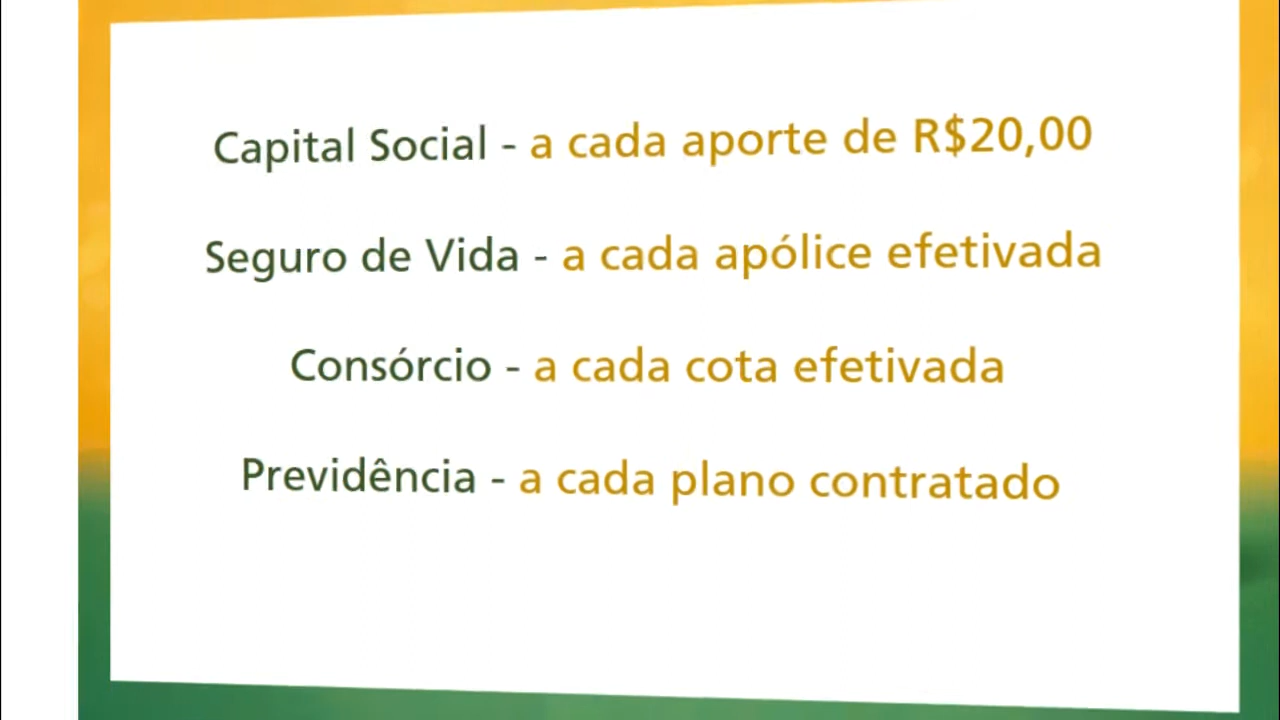 Capital Social - a cada aporte de R$20,00
Seguro de Vida - a cada apólice efetivada
Consórcio - a cada cota efetivada
Previdência - a cada plano contratado